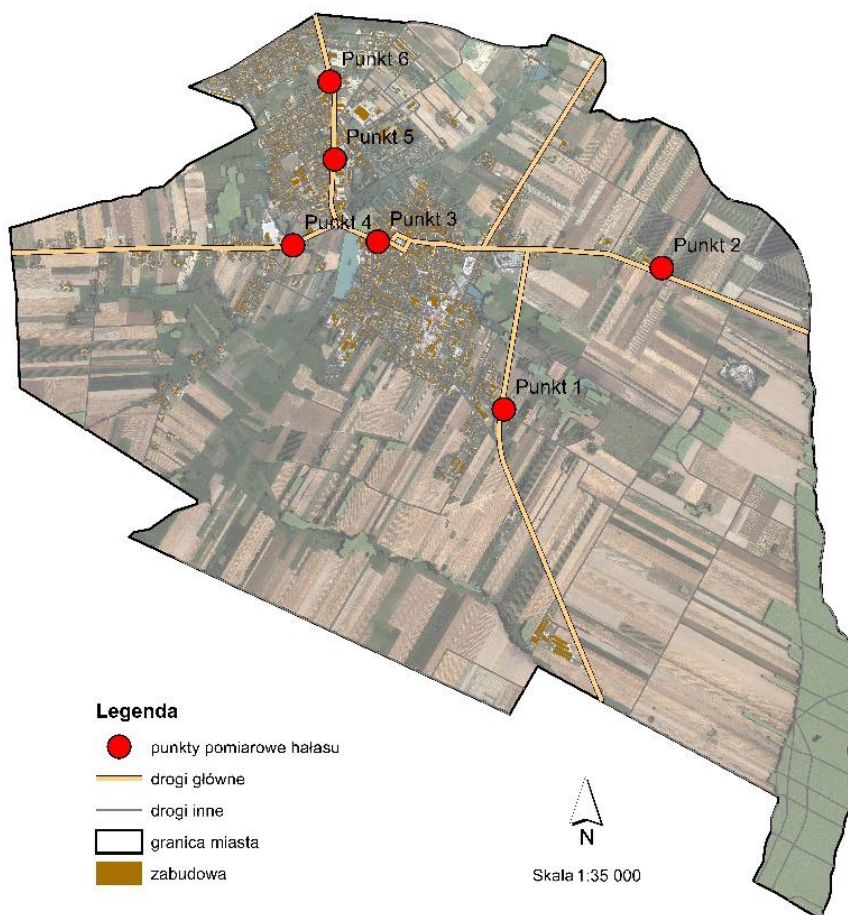 Punkt 6
Punkt 5
Punkt 4
Punkt 3
Punkt 2
Punkt 1
Legenda
punkty pomiarowe hałasu
drogi główne
drogi inne
granica miasta
zabudowa
N
Skala 1:35 000